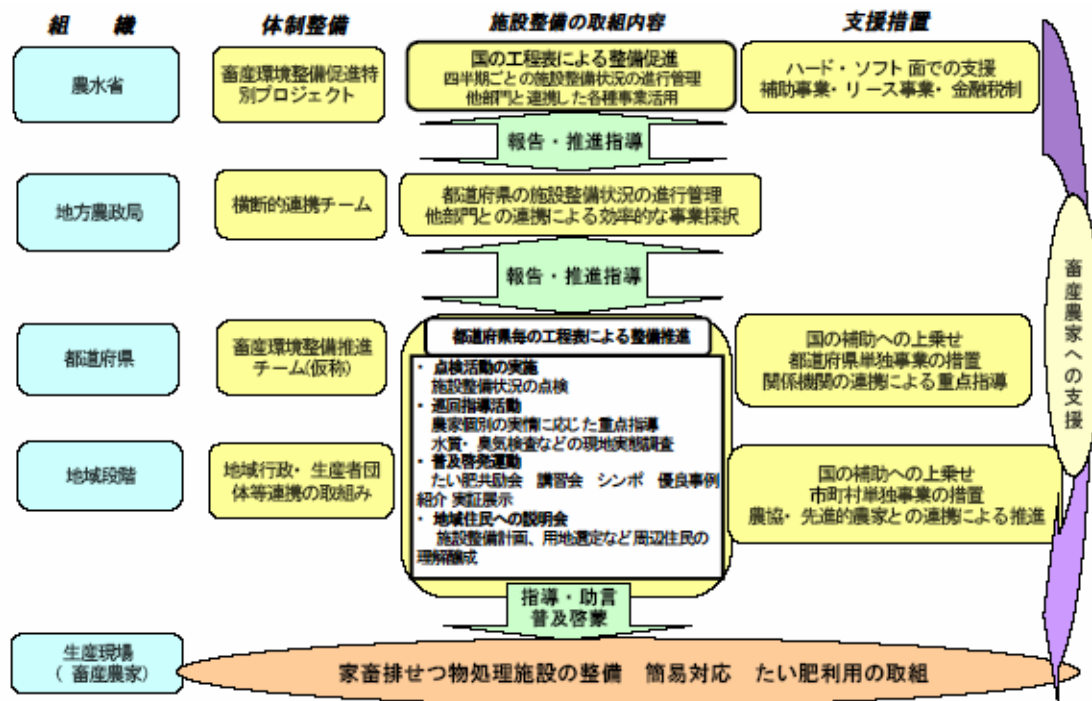 組　織
体制整備
施設整備の取組内容
支援措置
農水省
畜産環境整備促進特
別プロジェクト
国の工程表による整備促進
四半期ごとの施設整備状況の進行管理
他部門と連携した各種事業活用
ハード・ソフト面での支援
補助事業・リース事業・金融税制
報告・推進指導
地方農政局
横断的連携チーム
都道府県の施設整備状況の進行管理
他部門との連携による効率的な事業採択
報告・推進指導
都道府県
畜産環境整備推進
チーム(仮称)
都道府県毎の工程表による整備推進
・ 点検活動の実施
施設整備状況の点検
・ 巡回指導活動
農家個別の実情に応じた重点指導
水質・臭気検査などの現地実態調査
・ 普及啓発運動
たい肥共励会　講習会　シンポ　優良事例
紹介 実証展示
・ 地域住民への説明会
施設整備計画、用地選定など周辺住民の
理解醸成
国の補助への上乗せ
都道府県単独事業の措置
関係機関の連携による重点指導
地域段階
地域行政・生産者団
体等連携の取組み
国の補助への上乗せ
市町村単独事業の措置
農協・先進的農家との連携による推進
畜産農家への支援
指導・助言
普及啓蒙
生産現場
(畜産農家)
家畜排せつ物処理施設の整備　簡易対応　たい肥利用の取組